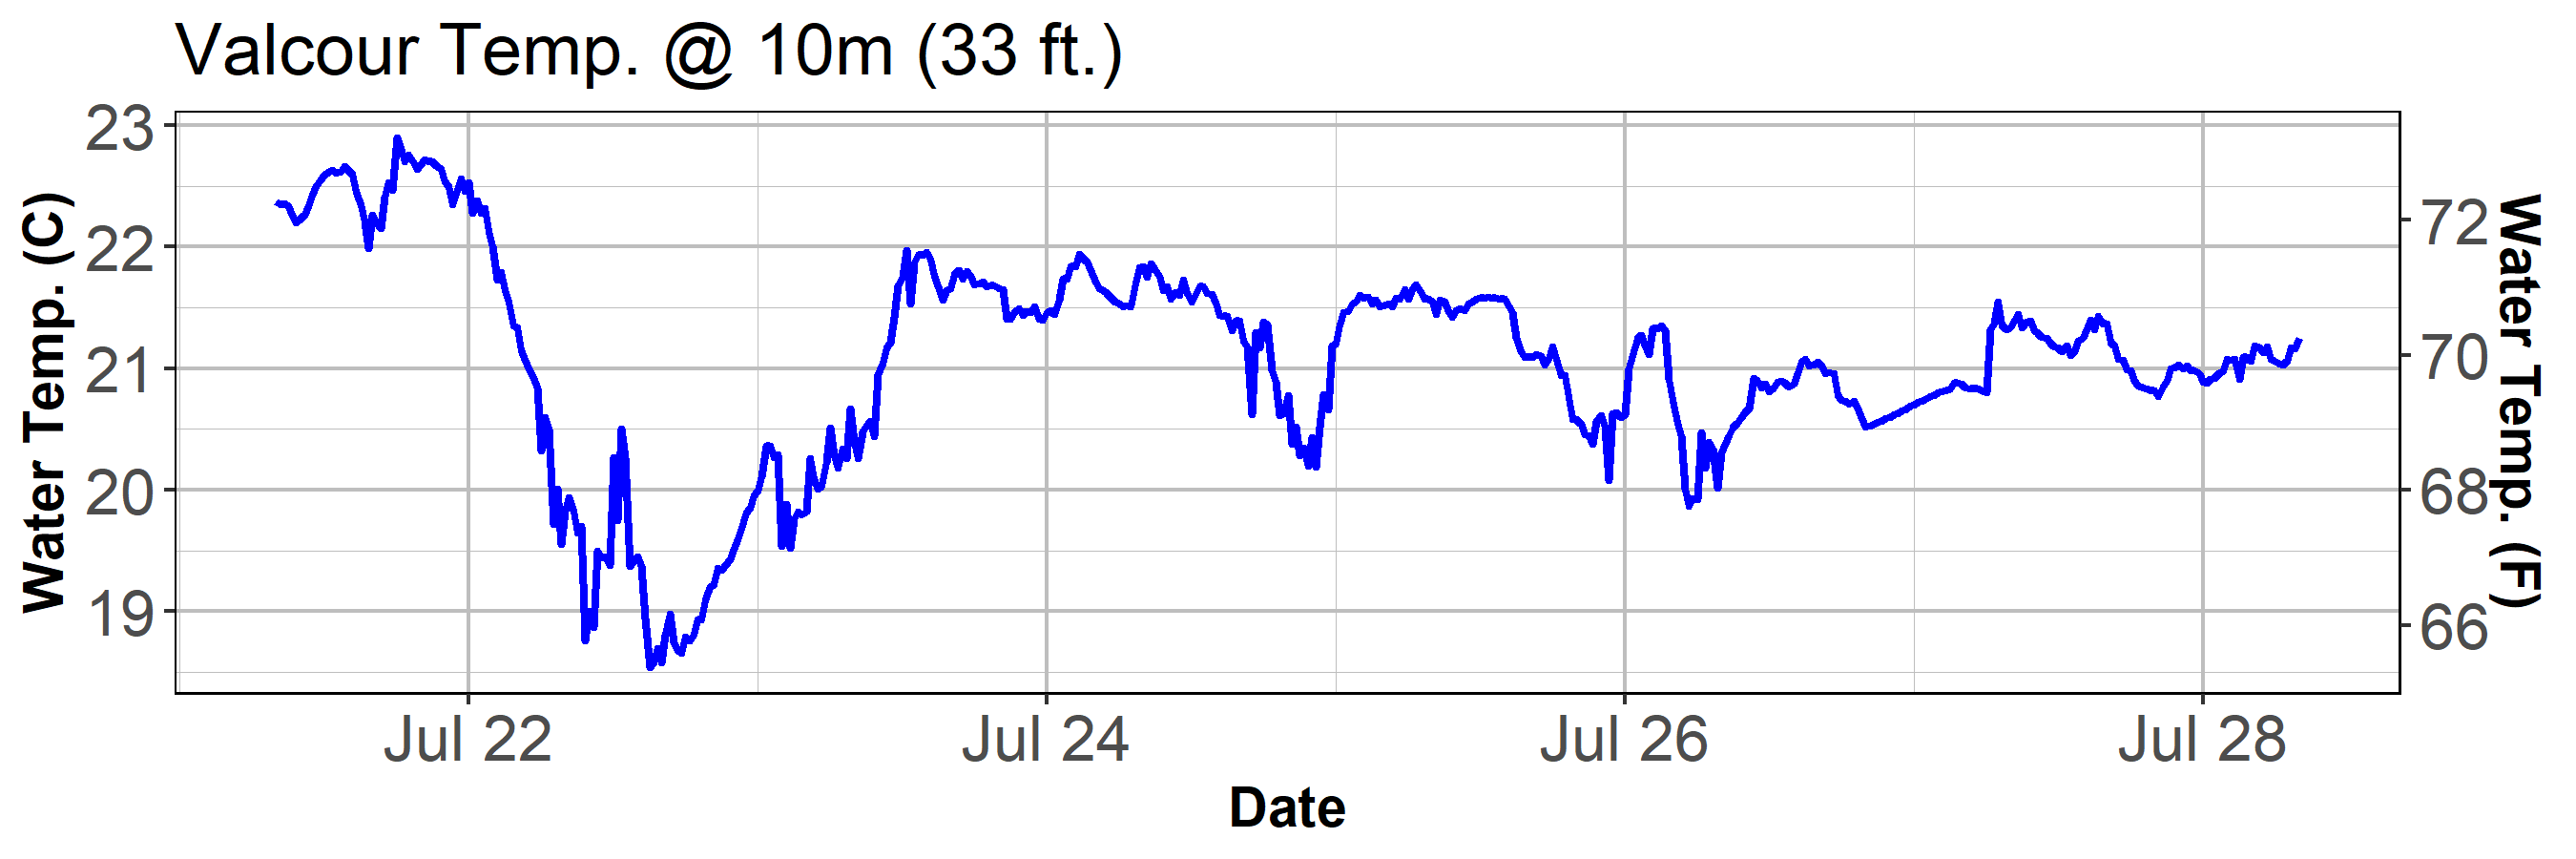 Valcour Temp. @ 10m (33 ft.)
Water Temp. (C)
23
22
21
20
19
72
70
68
66
Water Temp. (F)
Jul 22
Jul 24
Jul 26
Jul 28
Date